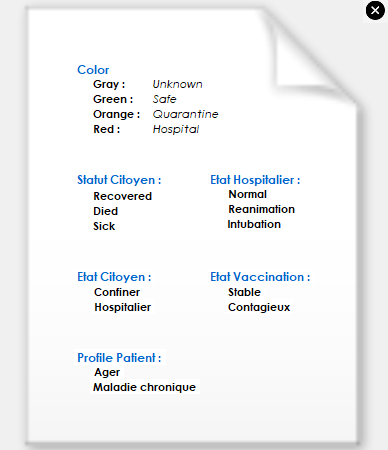 Color
Gray : Unknown
Green : Safe
Orange : Quarantine
Red : Hospital
Statut Citoyen :
Recovered
Died
Sick
Etat Hospitalier :
Normal
Reanimation
Intubation
Etat Citoyen :
Confiner
Hospitalier
Etat Vaccination :
Stable
Contagieux
Profile Patient :
Ager
Maladie chronique